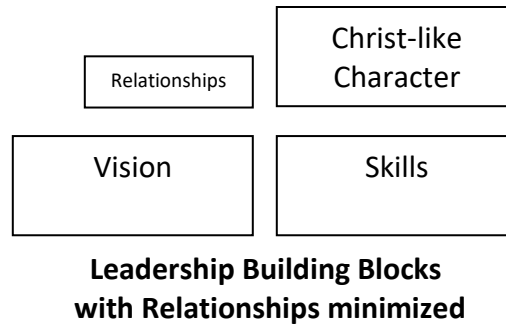 Relationships
Christ-like
Character
Vision
Skills
Leadership Building Blocks
with Relationships minimized